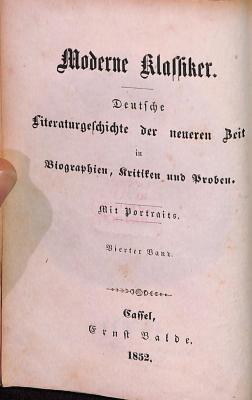 Moderne Klassiker.
Deutsche
Literaturgeschichte der neueren Zeit
in
Biographien, Kritiken und Proben.
Mit Portraits.
Vierter Band.
Cassel,
Ernst Balde.
1852.